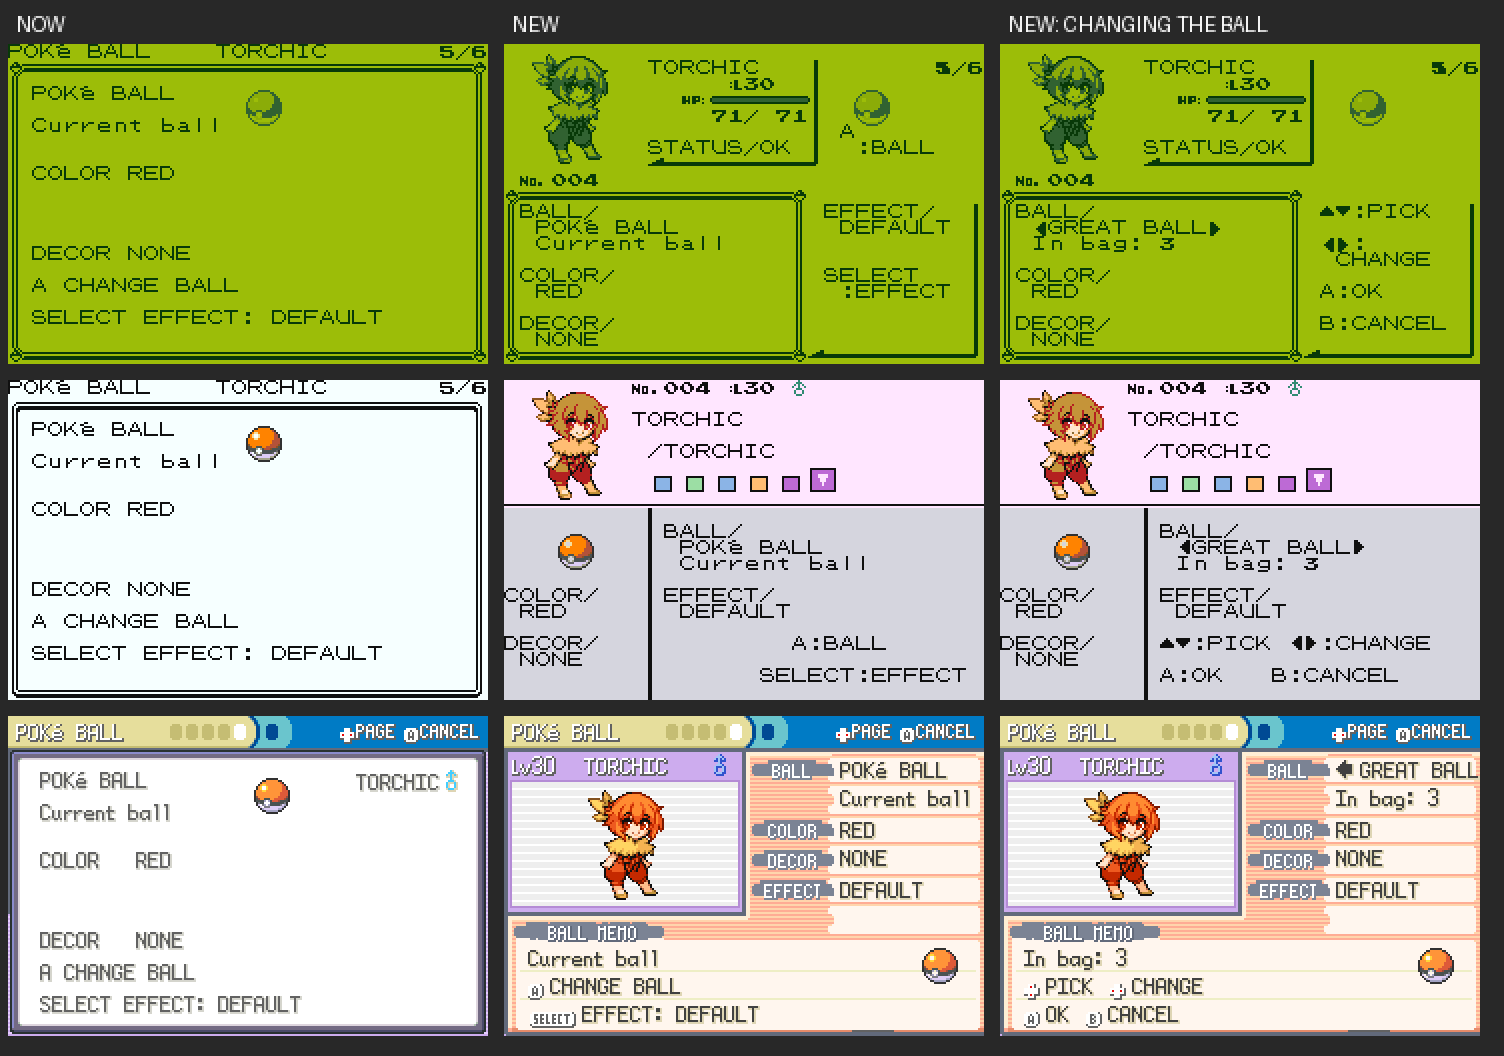 NOW
NEW
NEW: CHANGING THE BALL
POKé BALL TORCHIC 5/6
POKé BALL
Current ball
COLOR RED
DECOR NONE
A CHANGE BALL
SELECT EFFECT: DEFAULT
TORCHIC 5/6
:L30
HP:
71/ 71
A
:BALL
STATUS/OK
No. 004
BALL/
POKé BALL
Current ball
EFFECT/
DEFAULT
COLOR/
RED
SELECT
:EFFECT
DECOR/
NONE
TORCHIC 5/6
:L30
HP:
71/ 71
STATUS/OK
No. 004
BALL/
◀GREAT BALL▶
In bag: 3
▲▼:PICK
◀▶:
CHANGE
COLOR/
RED
A:OK
DECOR/
NONE
B:CANCEL
POKé BALL TORCHIC 5/6
POKé BALL
Current ball
COLOR RED
DECOR NONE
A CHANGE BALL
SELECT EFFECT: DEFAULT
No. 004 :L30 ♂
TORCHIC
/TORCHIC
BALL/
POKé BALL
Current ball
COLOR/
RED
EFFECT/
DEFAULT
DECOR/
NONE
A:BALL
SELECT:EFFECT
No. 004 :L30 ♂
TORCHIC
/TORCHIC
BALL/
◀GREAT BALL▶
In bag: 3
COLOR/
RED
EFFECT/
DEFAULT
DECOR/
NONE
▲▼:PICK ◀▶:CHANGE
A:OK B:CANCEL
POKé BALL PAGE A CANCEL
POKé BALL TORCHIC♂
Current ball
COLOR RED
DECOR NONE
A CHANGE BALL
SELECT EFFECT: DEFAULT
POKé BALL PAGE A CANCEL
Lv30 TORCHIC ♂
BALL POKé BALL
Current ball
COLOR RED
DECOR NONE
EFFECT DEFAULT
BALL MEMO
Current ball
A CHANGE BALL
SELECT EFFECT: DEFAULT
POKé BALL PAGE A CANCEL
Lv30 TORCHIC ♂
BALL ← GREAT BALL
In bag: 3
COLOR RED
DECOR NONE
EFFECT DEFAULT
BALL MEMO
In bag: 3
PICK CHANGE
A OK B CANCEL